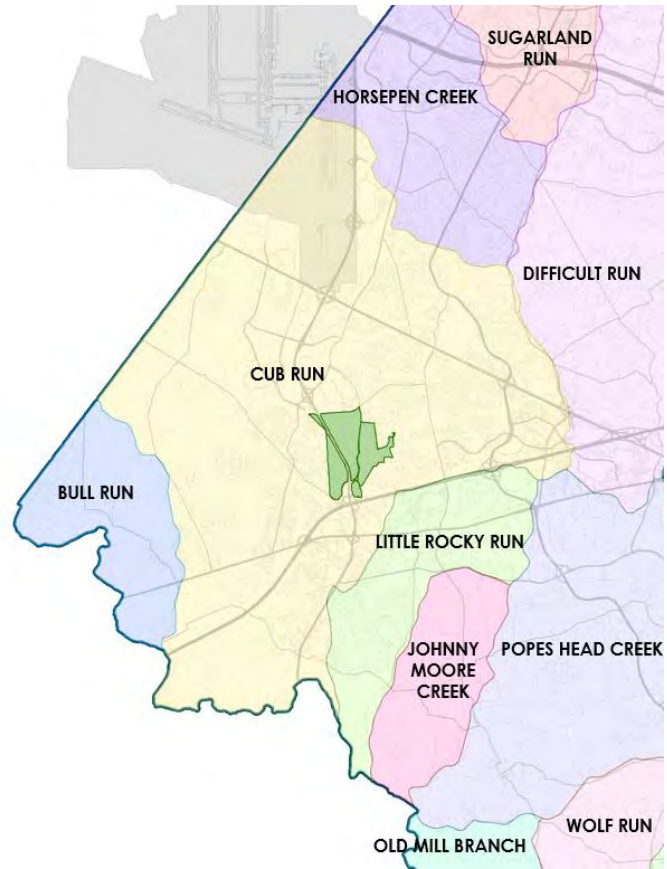 SUGARLAND
RUN
HORSEPEN CREEK
DIFFICULT RUN
CUB RUN
BULL RUN
LITTLE ROCKY RUN
JOHNNY
MOORE
CREEK
POPES HEAD CREEK
WOLF RUN
OLD MILL BRANCH